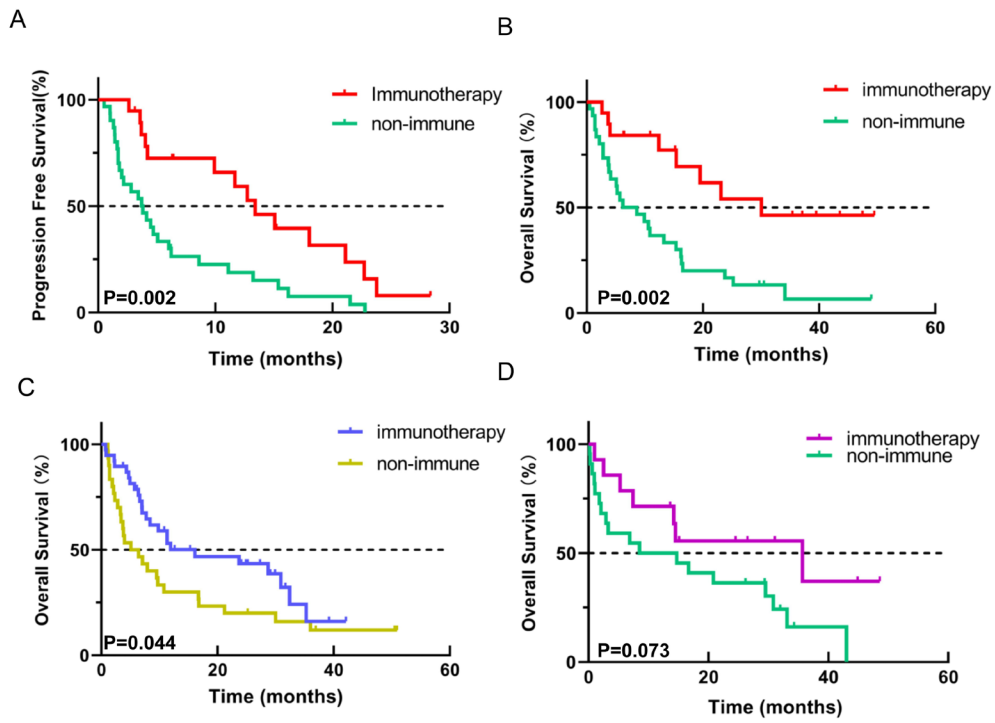 A
Progression Free Survival(%)
100
50
0
Immunotherapy
non-immune
P=0.002
0 10 20 30
Time (months)
B
Overall Survival (%)
100
50
0
immunotherapy
non-immune
P=0.002
0 20 40 60
Time (months)
C
Overall Survival (%)
100
50
0
immunotherapy
non-immune
P=0.044
0 20 40 60
Time (months)
D
Overall Survival (%)
100
50
0
immunotherapy
non-immune
P=0.073
0 20 40 60
Time (months)